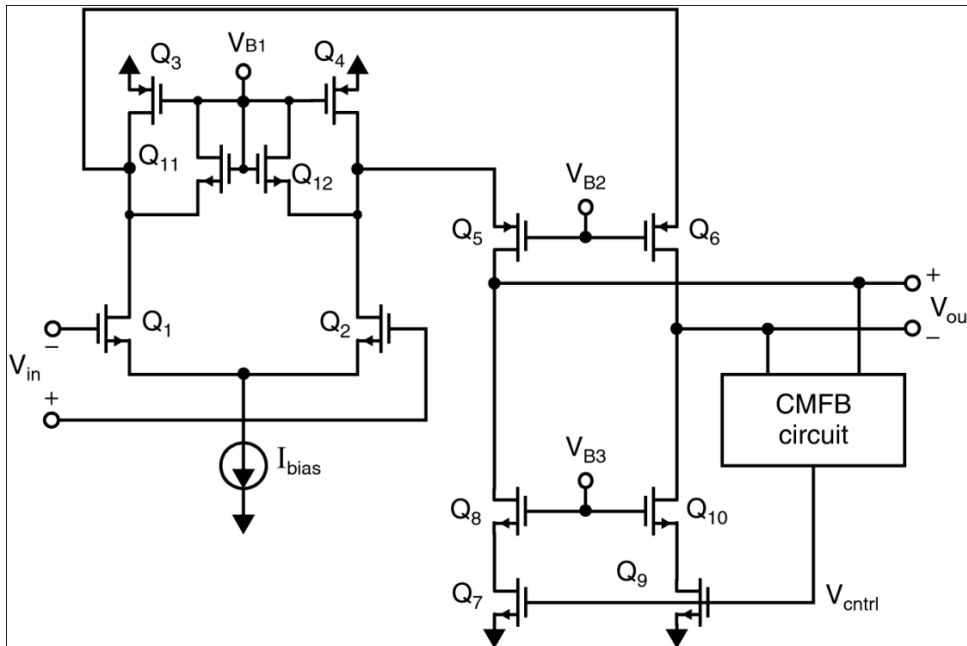 Q3
VB1
Q4
Q11
Q12
VB2
Q5
Q6
Q1
Q2
+
Vou
−
−
Vin
+
Ibias
CMFB
circuit
VB3
Q8
Q10
Q9
Q7
Vcntrl